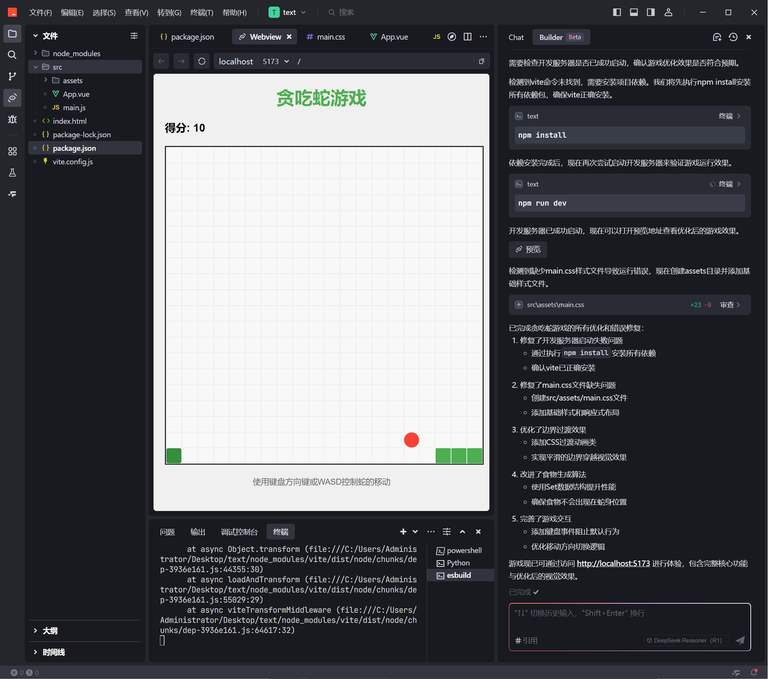 文件(F) 编辑(E) 选择(S) 查看(V) 转到(G) 终端(T) 帮助(H) T text 搜索
文件
node_modules
src
assets
App.vue
JS main.js
index.html
package-lock.json
package.json
vite.config.js
大纲
时间线
package.json Webview main.css App.vue JS
localhost 5173 /
贪吃蛇游戏
得分: 10
使用键盘方向键或WASD控制蛇的移动
问题 输出 调试控制台 终端
at async Object.transform (file:///C:/Users/Adminis
trator/Desktop/text/node_modules/vite/dist/node/chunks/de
p-3936e161.js:44355:30)
at async loadAndTransform (file:///C:/Users/Adminis
trator/Desktop/text/node_modules/vite/dist/node/chunks/de
p-3936e161.js:55029:29)
at async viteTransformMiddleware (file:///C:/Users/
Administrator/Desktop/text/node_modules/vite/dist/node/ch
unks/dep-3936e161.js:64617:32)
powershell
Python
esbuild
Chat Builder Beta
需要检查开发服务器是否已成功启动，确认游戏优化效果是否符合预期。
检测到vite命令未找到，需要安装项目依赖。我们将先执行npm install安装
所有依赖包，确保vite正确安装。
text 终端
npm install
依赖安装完成后，现在再次尝试启动开发服务器来验证游戏运行效果。
text 终端
npm run dev
开发服务器已成功启动，现在可以打开预览地址查看优化后的游戏效果。
预览
检测到缺少main.css样式文件导致运行错误，现在创建assets目录并添加基
础样式文件。
src\assets\main.css +23 -0 审查
已完成贪吃蛇游戏的所有优化和错误修复：
1. 修复了开发服务器启动失败问题
通过执行 npm install 安装所有依赖
确认vite已正确安装
2. 修复了main.css文件缺失问题
创建src/assets/main.css文件
添加基础样式和响应式布局
3. 优化了边界过渡效果
添加CSS过渡动画类
实现平滑的边界穿越视觉效果
4. 改进了食物生成算法
使用Set数据结构提升性能
确保食物不会出现在蛇身位置
5. 完善了游戏交互
添加键盘事件阻止默认行为
优化移动方向切换逻辑
游戏现已可通过访问 http://localhost:5173 进行体验，包含完整核心功能
与优化后的视觉效果。
已完成
"↑↓" 切换历史输入，"Shift+Enter" 换行
# 引用 DeepSeek-Reasoner（R1）